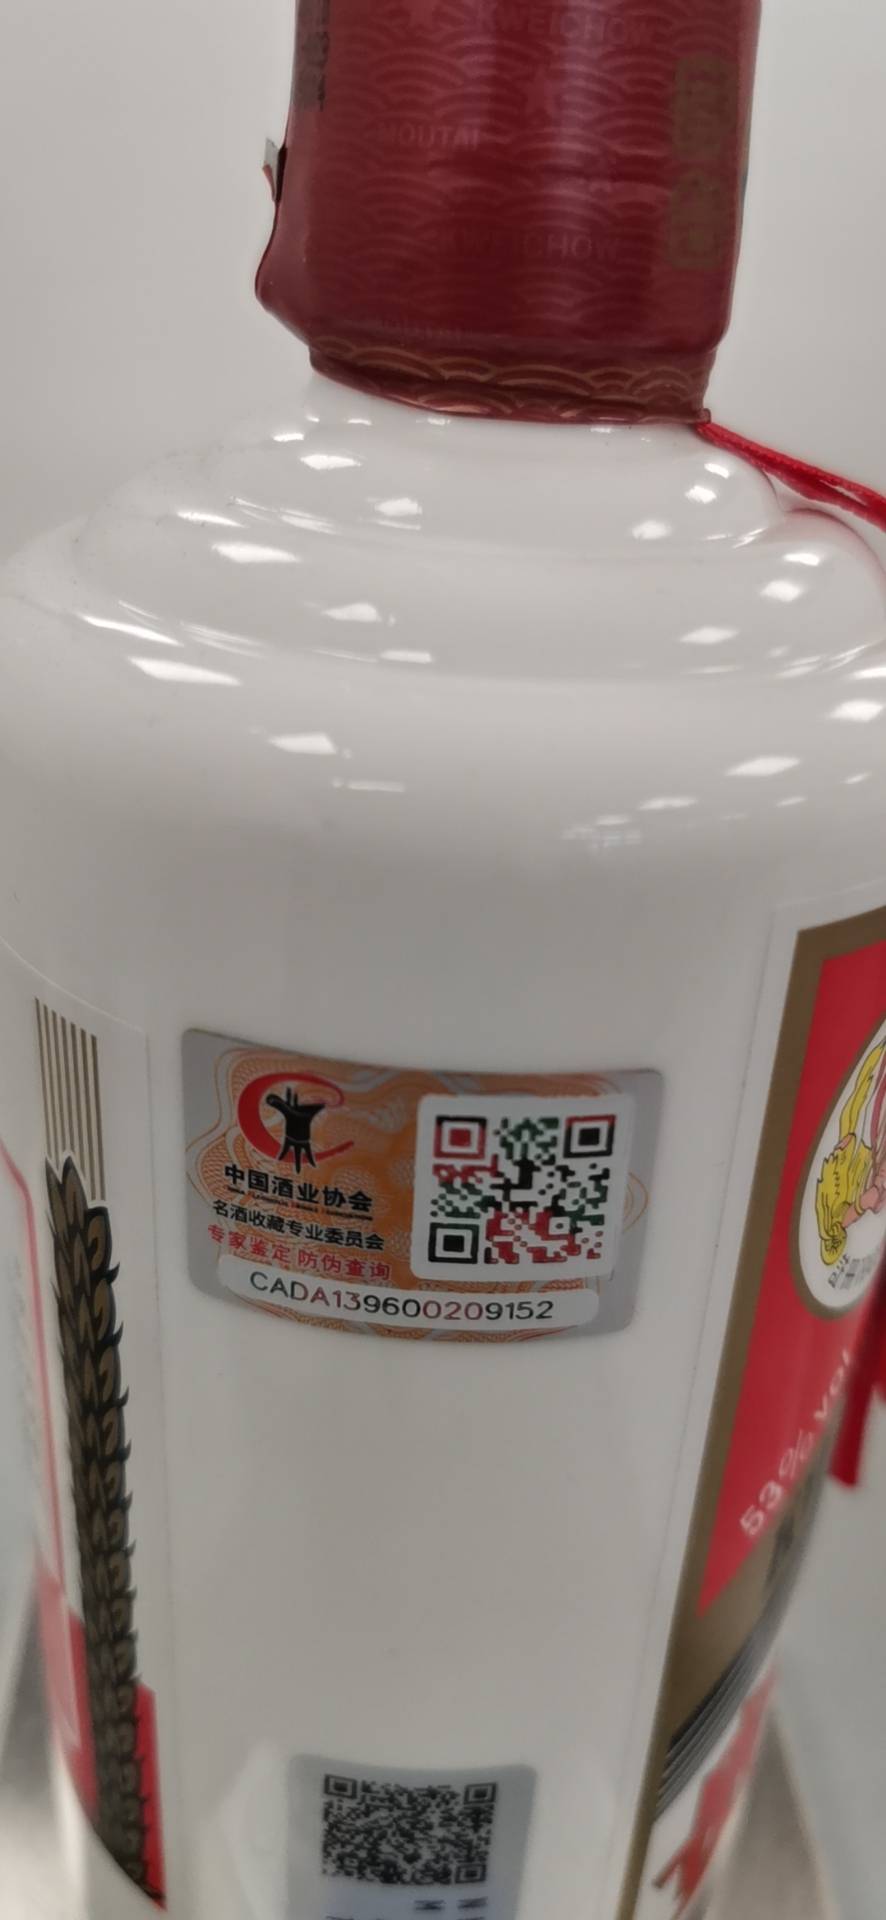 KWEICHOW
MOUTAI
KWEICHOW
中国酒业协会
名酒收藏专业委员会
专家鉴定 防伪查询
CADA139600209152
53% vol